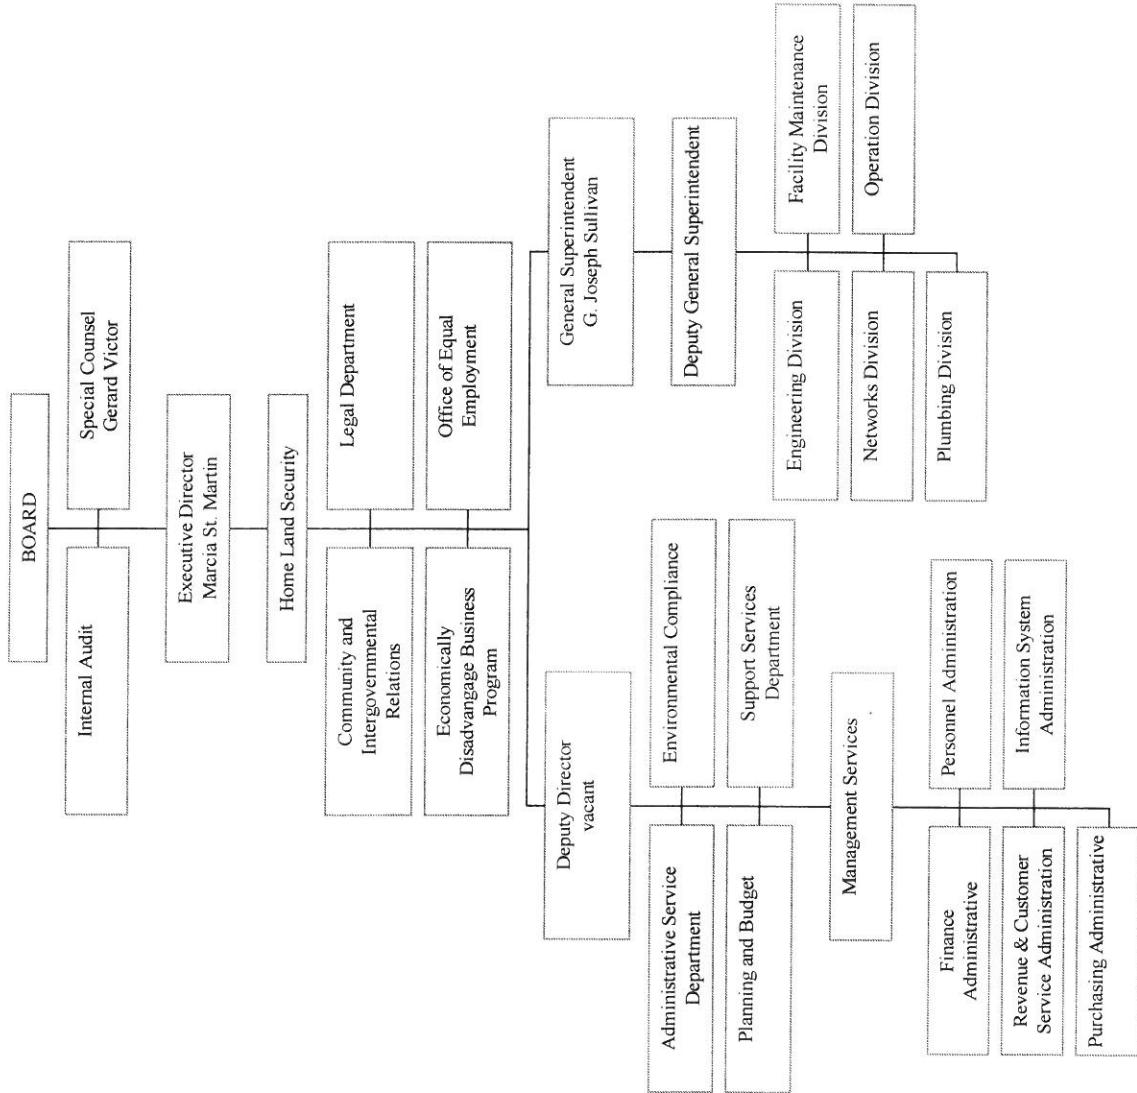 BOARD
Internal Audit
Special Counsel
Gerard Victor
Executive Director
Marcia St. Martin
Home Land Security
Community and
Intergovernmental
Relations
Legal Department
Economically
Disadvangage Business
Program
Office of Equal
Employment
Deputy Director
vacant
Administrative Service
Department
Environmental Compliance
Planning and Budget
Support Services
Department
Management Services
Finance
Administrative
Personnel Administration
Revenue & Customer
Service Administration
Information System
Administration
Purchasing Administrative
General Superintendent
G. Joseph Sullivan
Deputy General Superintendent
Engineering Division
Facility Maintenance
Division
Networks Division
Operation Division
Plumbing Division